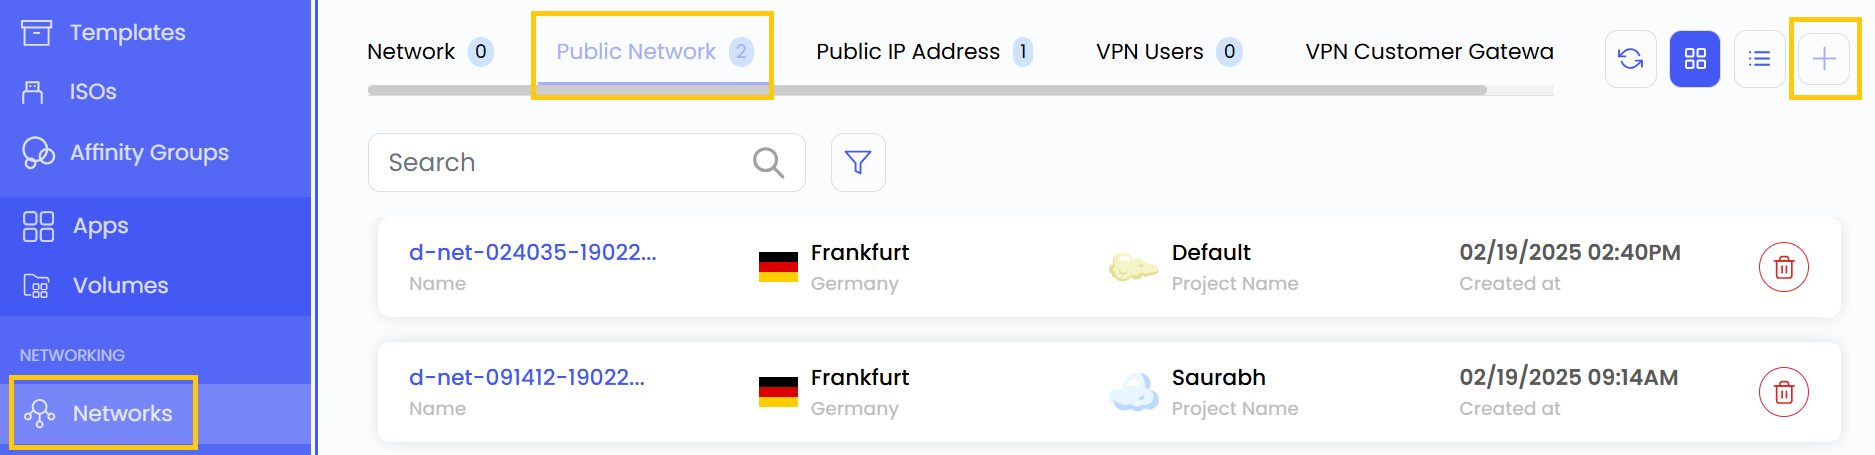 Templates
ISOs
Affinity Groups
Apps
Volumes
NETWORKING
Networks
Network 0 Public Network 2 Public IP Address 1 VPN Users 0 VPN Customer Gatewa
Search
d-net-024035-19022... Frankfurt Default 02/19/2025 02:40PM
Name Germany Project Name Created at
d-net-091412-19022... Frankfurt Saurabh 02/19/2025 09:14AM
Name Germany Project Name Created at